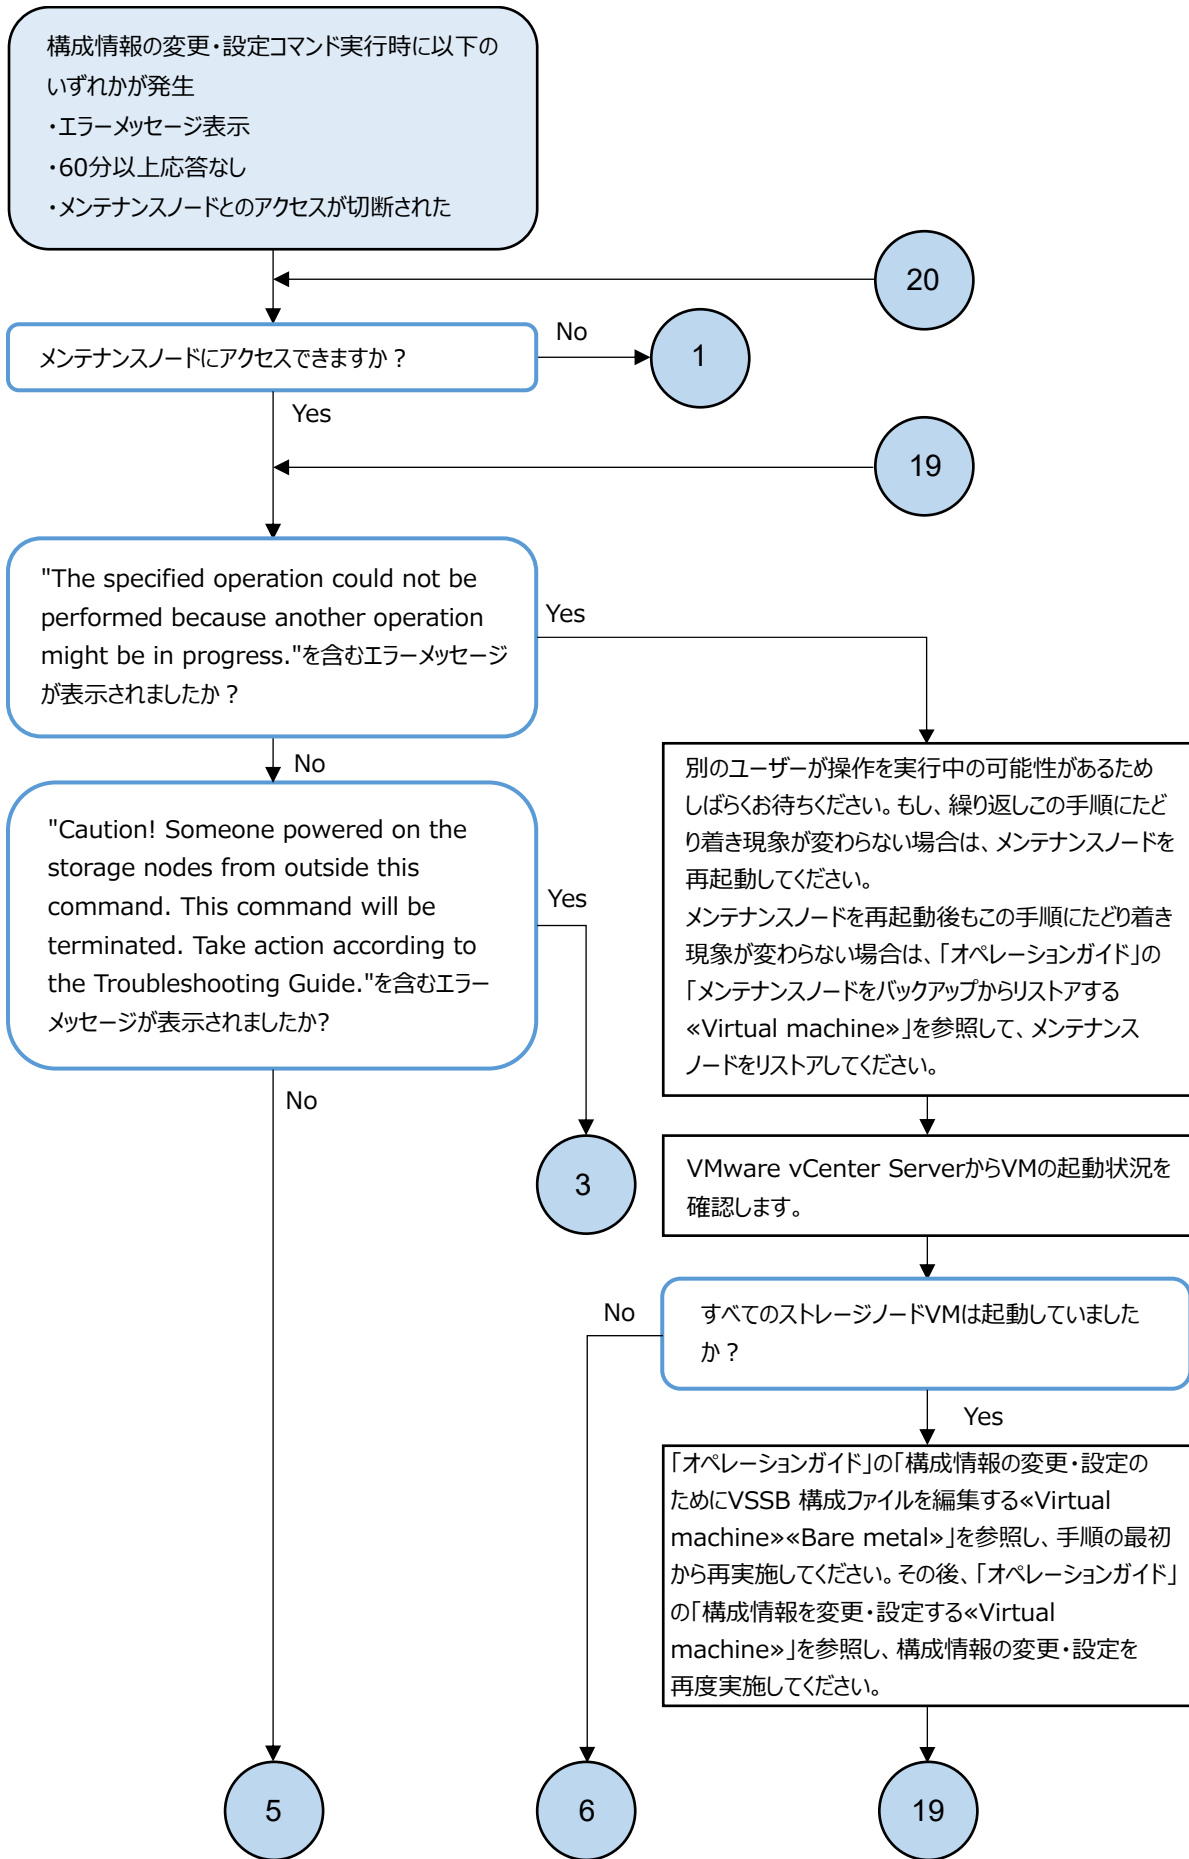 構成情報の変更・設定コマンド実行時に以下の
いずれかが発生
・エラーメッセージ表示
・60分以上応答なし
・メンテナンスノードとのアクセスが切断された
20
メンテナンスノードにアクセスできますか？
No
1
Yes
19
"The specified operation could not be
performed because another operation
might be in progress."を含むエラーメッセージ
が表示されましたか？
Yes
No
"Caution! Someone powered on the
storage nodes from outside this
command. This command will be
terminated. Take action according to
the Troubleshooting Guide."を含むエラー
メッセージが表示されましたか?
Yes
No
3
別のユーザーが操作を実行中の可能性があるため
しばらくお待ちください。もし、繰り返しこの手順にたど
り着き現象が変わらない場合は、メンテナンスノードを
再起動してください。
メンテナンスノードを再起動後もこの手順にたどり着き
現象が変わらない場合は、「オペレーションガイド」の
「メンテナンスノードをバックアップからリストアする
«Virtual machine»」を参照して、メンテナンス
ノードをリストアしてください。
VMware vCenter ServerからVMの起動状況を
確認します。
すべてのストレージノードVMは起動していました
か？
No
Yes
「オペレーションガイド」の「構成情報の変更・設定の
ためにVSSB 構成ファイルを編集する«Virtual
machine»«Bare metal»」を参照し、手順の最初
から再実施してください。その後、「オペレーションガイド」
の「構成情報を変更・設定する«Virtual
machine»」を参照し、構成情報の変更・設定を
再度実施してください。
5
6
19